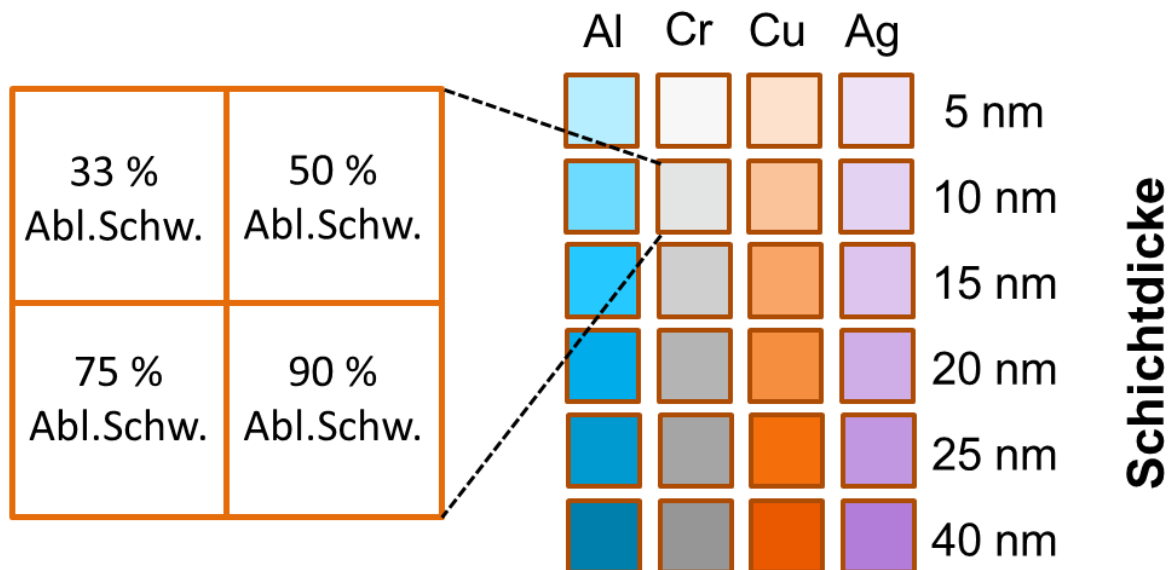 Al Cr Cu Ag
33 %
Abl.Schw.
50 %
Abl.Schw.
75 %
Abl.Schw.
90 %
Abl.Schw.
5 nm
10 nm
15 nm
20 nm
25 nm
40 nm
Schichtdicke